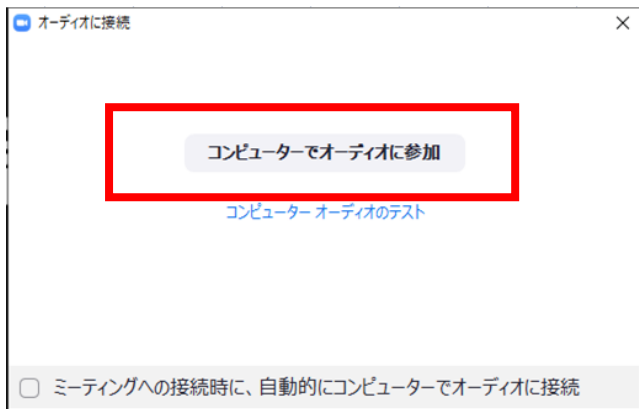 オーディオに接続
コンピューターでオーディオに参加
コンピューター オーディオのテスト
ミーティングへの接続時に、自動的にコンピューターでオーディオに接続